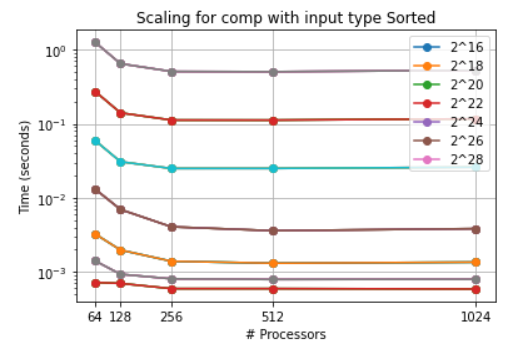 Scaling for comp with input type Sorted
10^0
10^-1
10^-2
10^-3
Time (seconds)
2^16
2^18
2^20
2^22
2^24
2^26
2^28
64 128 256 512 1024
# Processors